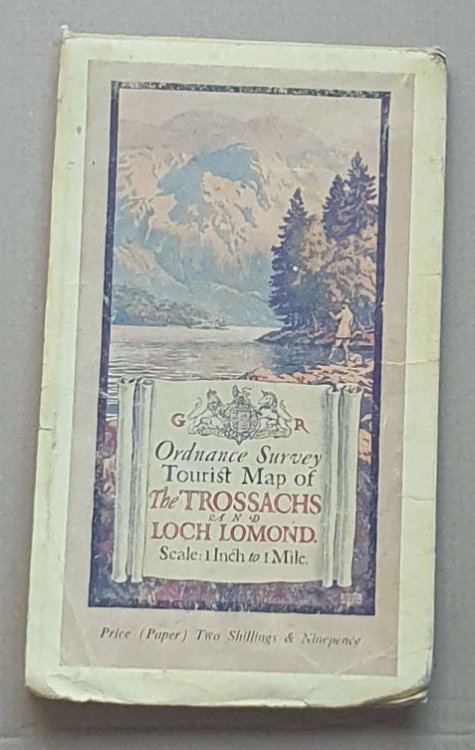 G R
Ordnance Survey
Tourist Map of
The TROSSACHS
AND
LOCH LOMOND.
Scale: 1 Inch to 1 Mile.
Price (Paper) Two Shillings & Ninepence